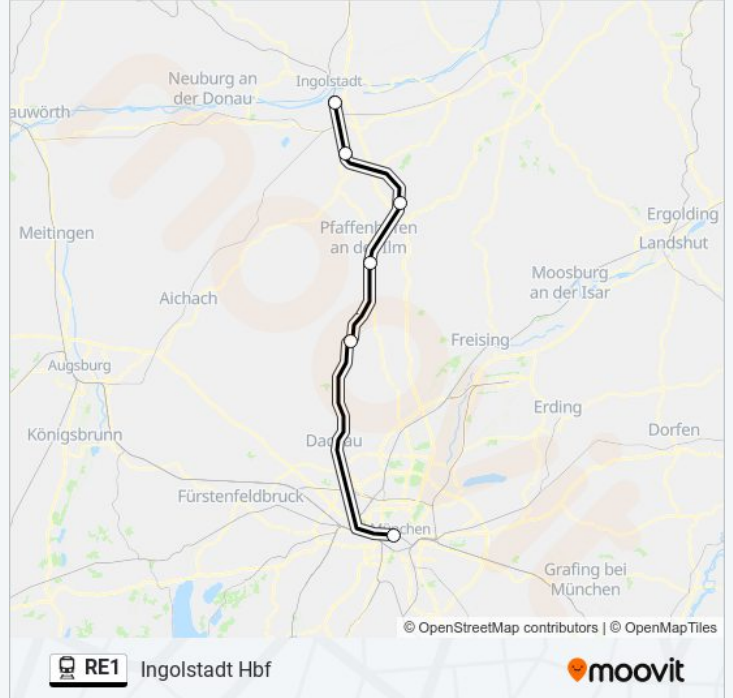 Ingolstadt
Neuburg an
der Donau
auwörth
Pfaffenhofen
an der Ilm
Ergolding
Landshut
Meitingen
Moosburg
an der Isar
Aichach
Freising
Augsburg
Erding
Königsbrunn
Dachau
Dorfen
Fürstenfeldbruck
München
Grafing bei
München
© OpenStreetMap contributors | © OpenMapTiles
RE1 Ingolstadt Hbf
moovit